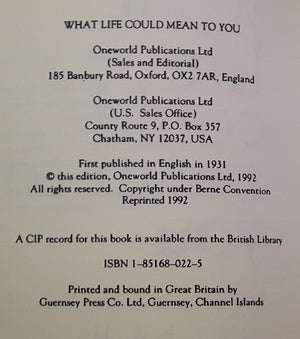 WHAT LIFE COULD MEAN TO YOU
Oneworld Publications Ltd
(Sales and Editorial)
185 Banbury Road, Oxford, OX2 7AR, England
Oneworld Publications Ltd
(U.S. Sales Office)
County Route 9, P.O. Box 357
Chatham, NY 12037, USA
First published in English in 1931
© this edition, Oneworld Publications Ltd, 1992
All rights reserved. Copyright under Berne Convention
Reprinted 1992
A CIP record for this book is available from the British Library
ISBN 1-85168-022-5
Printed and bound in Great Britain by
Guernsey Press Co. Ltd, Guernsey, Channel Islands